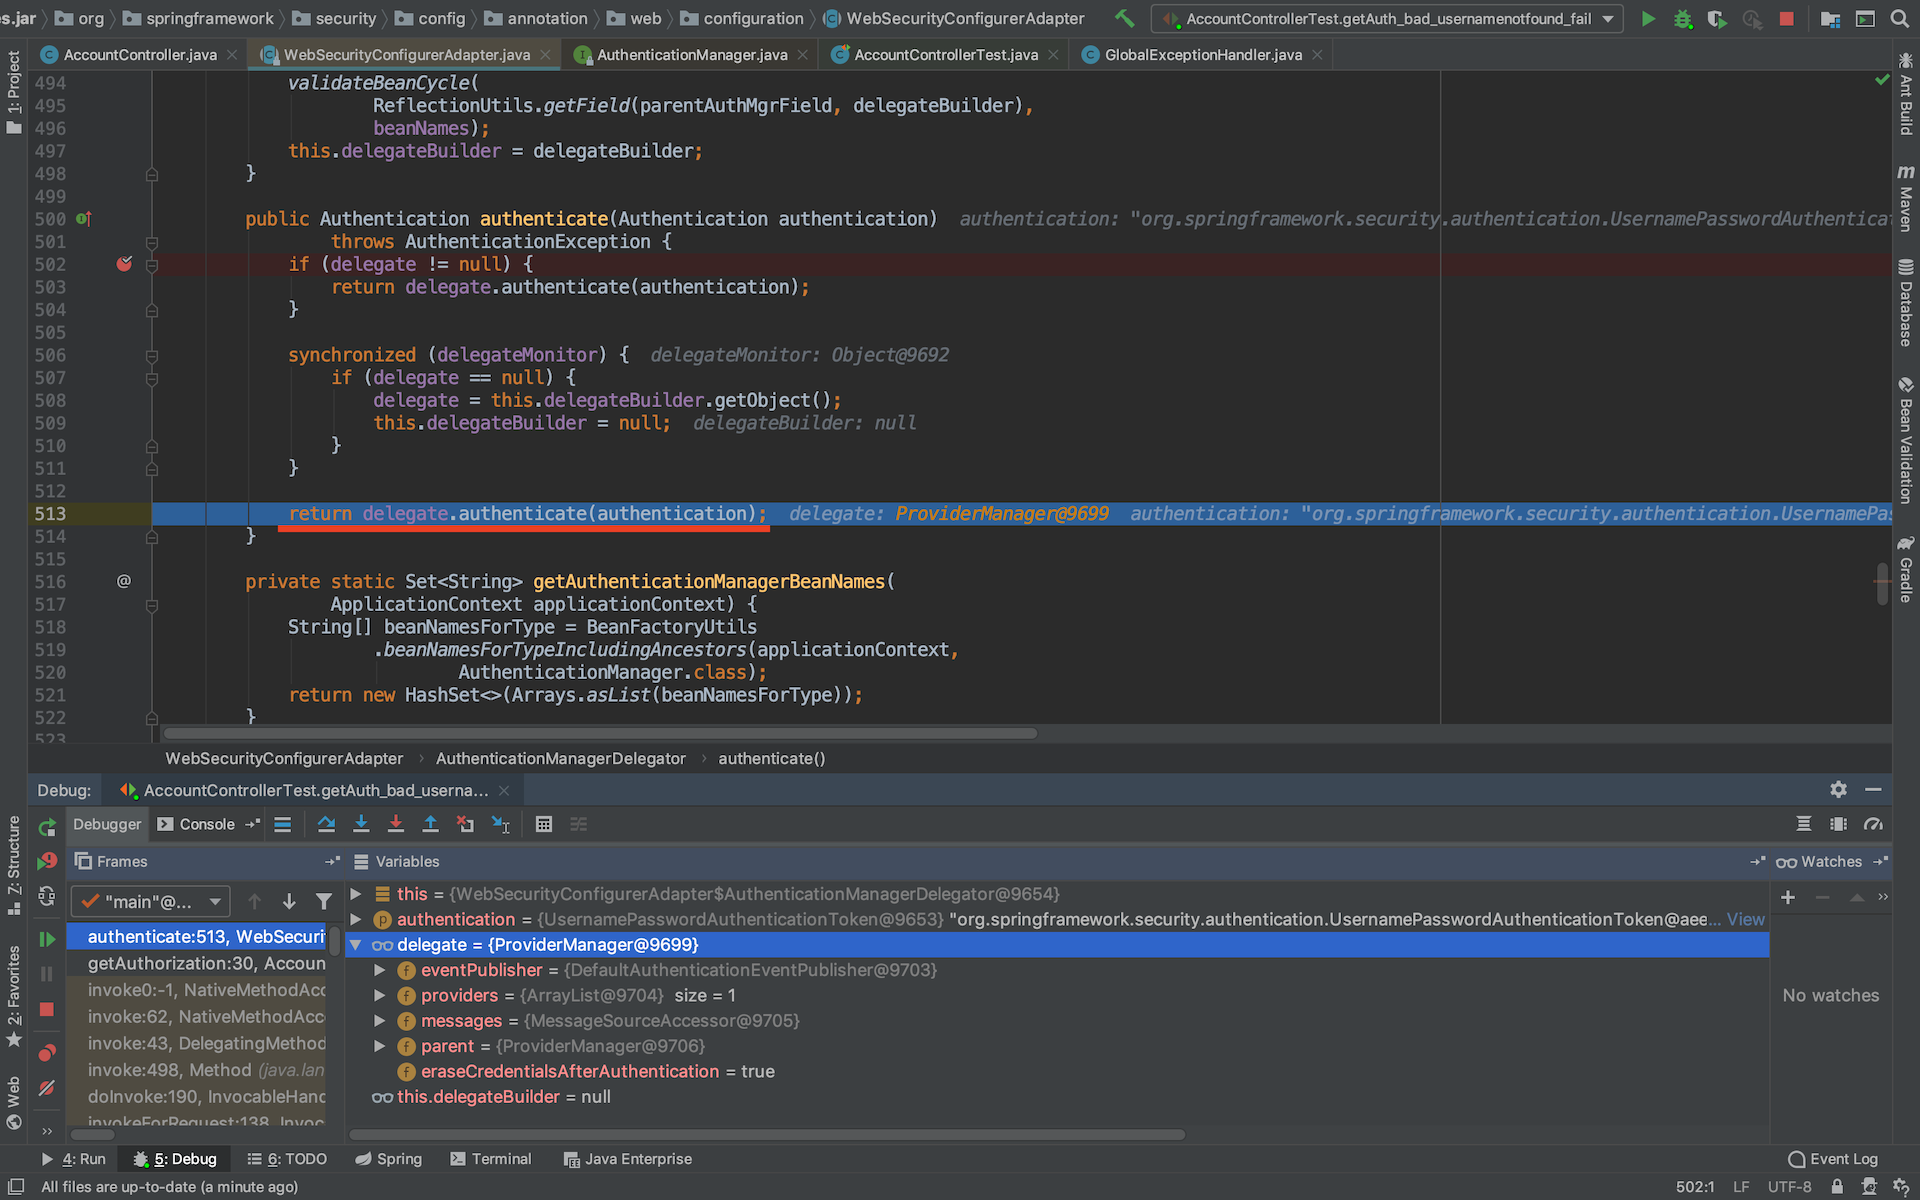 s.jar org springframework security config annotation web configuration WebSecurityConfigurerAdapter AccountControllerTest.getAuth_bad_usernamenotfound_fail
AccountController.java WebSecurityConfigurerAdapter.java AuthenticationManager.java AccountControllerTest.java GlobalExceptionHandler.java
1: Project
494 validateBeanCycle(
495 ReflectionUtils.getField(parentAuthMgrField, delegateBuilder),
496 beanNames);
497 this.delegateBuilder = delegateBuilder;
498 }
499
500 public Authentication authenticate(Authentication authentication) authentication: "org.springframework.security.authentication.UsernamePasswordAuthentica
501 throws AuthenticationException {
502 if (delegate != null) {
503 return delegate.authenticate(authentication);
504 }
505
506 synchronized (delegateMonitor) { delegateMonitor: Object@9692
507 if (delegate == null) {
508 delegate = this.delegateBuilder.getObject();
509 this.delegateBuilder = null; delegateBuilder: null
510 }
511 }
512
513 return delegate.authenticate(authentication); delegate: ProviderManager@9699 authentication: "org.springframework.security.authentication.UsernamePas
514 }
515
516 @ private static Set<String> getAuthenticationManagerBeanNames(
517 ApplicationContext applicationContext) {
518 String[] beanNamesForType = BeanFactoryUtils
519 .beanNamesForTypeIncludingAncestors(applicationContext,
520 AuthenticationManager.class);
521 return new HashSet<>(Arrays.asList(beanNamesForType));
522 }
523
Ant Build
Maven
Database
Bean Validation
Gradle
WebSecurityConfigurerAdapter › AuthenticationManagerDelegator › authenticate()
Debug: AccountControllerTest.getAuth_bad_userna...
Debugger Console
Frames Variables Watches
"main"@...
authenticate:513, WebSecuri
getAuthorization:30, Accoun
invoke0:-1, NativeMethodAcc
invoke:62, NativeMethodAcce
invoke:43, DelegatingMethod
invoke:498, Method (java.lan
doInvoke:190, InvocableHand
invokeForRequest:138, Invoc
this = {WebSecurityConfigurerAdapter$AuthenticationManagerDelegator@9654}
authentication = {UsernamePasswordAuthenticationToken@9653} "org.springframework.security.authentication.UsernamePasswordAuthenticationToken@aee... View
delegate = {ProviderManager@9699}
eventPublisher = {DefaultAuthenticationEventPublisher@9703}
providers = {ArrayList@9704} size = 1
messages = {MessageSourceAccessor@9705}
parent = {ProviderManager@9706}
eraseCredentialsAfterAuthentication = true
this.delegateBuilder = null
No watches
7: Structure
2: Favorites
Web
4: Run 5: Debug 6: TODO Spring Terminal Java Enterprise Event Log
All files are up-to-date (a minute ago) 502:1 LF UTF-8